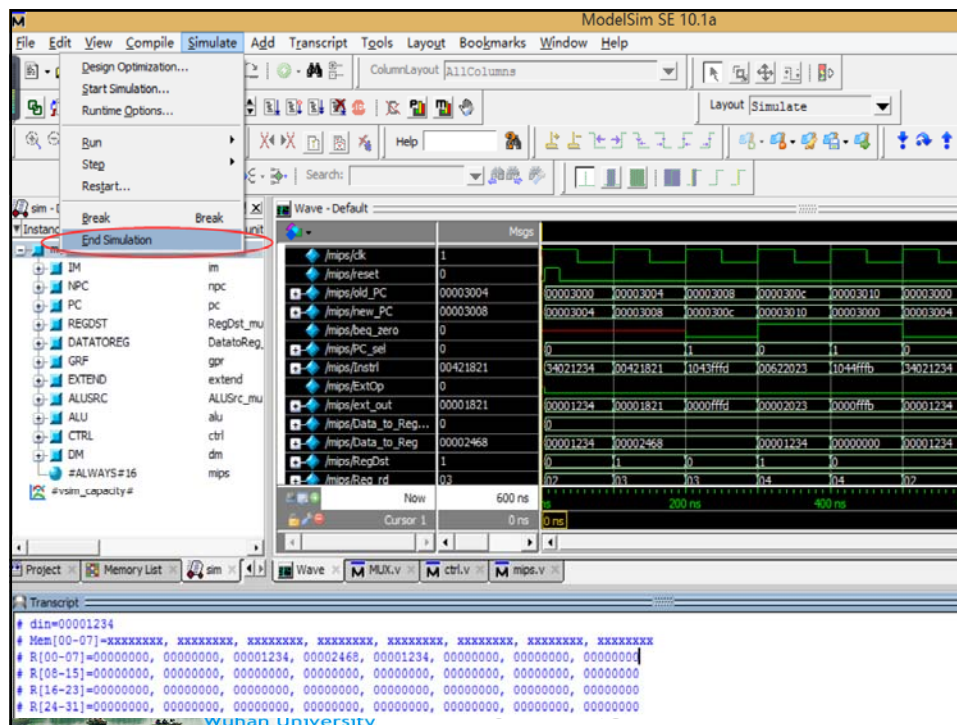 ModelSim SE 10.1a
File Edit View Compile Simulate Add Transcript Tools Layout Bookmarks Window Help
Design Optimization...
Start Simulation...
Runtime Options...
Run
Step
Restart...
Break Break
End Simulation
ColumnLayout AllColumns
Layout Simulate
Help
Search:
sim
Wave - Default
Instanc unit
Msgs
IM im
NPC npc
PC pc
REGDST RegDst_mu
DATATOREG DatatoReg_
GRF gpr
EXTEND extend
ALUSRC ALUSrc_mu
ALU alu
CTRL ctrl
DM dm
#ALWAYS#16 mips
#vsim_capacity#
/mips/clk 1
/mips/reset 0
/mips/old_PC 00003004 00003000 00003004 00003008 0000300c 00003010 00003000
/mips/new_PC 00003008 00003004 00003008 0000300c 00003010 00003000 00003004
/mips/beq_zero 0
/mips/PC_sel 0 0 1 0 1 0
/mips/Instrl 00421821 34021234 00421821 1043fffd 00622023 1044fffb 34021234
/mips/ExtOp 0
/mips/ext_out 00001821 00001234 00001821 0000fffd 00002023 0000fffb 00001234
/mips/Data_to_Reg... 0 0
/mips/Data_to_Reg 00002468 00001234 00002468 00001234 00000000 00001234
/mips/RegDst 1 0 1 0 1 0
/mips/Reg_rd 03 02 03 03 04 04 02
Now 600 ns
200 ns 400 ns
Cursor 1 0 ns 0 ns
Project Memory List sim Wave MUX.v ctrl.v mips.v
Transcript
# din=00001234
# Mem[00-07]=xxxxxxxx, xxxxxxxx, xxxxxxxx, xxxxxxxx, xxxxxxxx, xxxxxxxx, xxxxxxxx, xxxxxxxx
# R[00-07]=00000000, 00000000, 00001234, 00002468, 00001234, 00000000, 00000000, 00000000
# R[08-15]=00000000, 00000000, 00000000, 00000000, 00000000, 00000000, 00000000, 00000000
# R[16-23]=00000000, 00000000, 00000000, 00000000, 00000000, 00000000, 00000000, 00000000
# R[24-31]=00000000, 00000000, 00000000, 00000000, 00000000, 00000000, 00000000, 00000000
Wuhan University